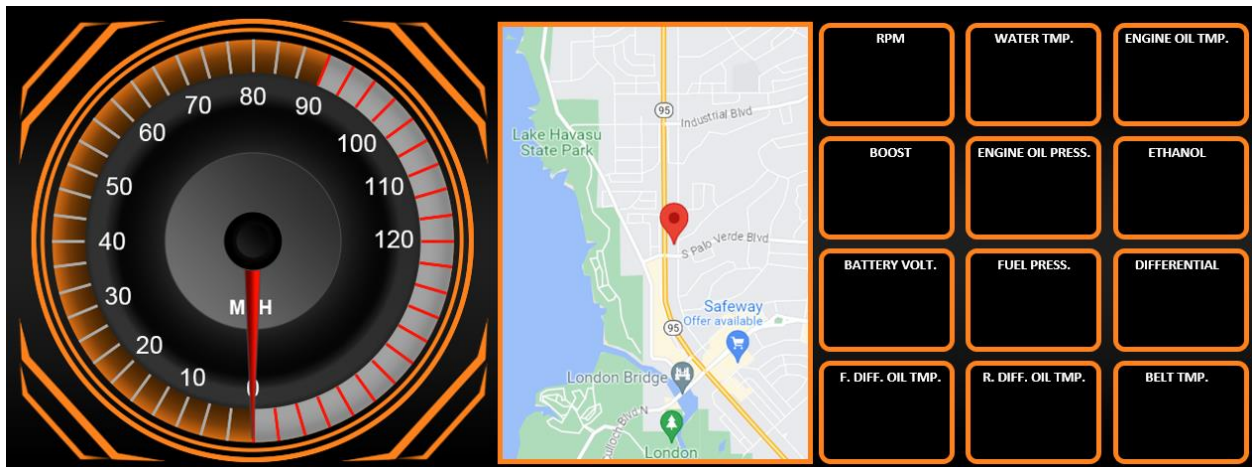 80
70
90
60
100
50
110
40
120
30
MPH
20
10
0
95
Industrial Blvd
Lake Havasu
State Park
S Palo Verde Blvd
Safeway
Offer available
95
London Bridge
culloch Blvd N
London
RPM
WATER TMP.
ENGINE OIL TMP.
BOOST
ENGINE OIL PRESS.
ETHANOL
BATTERY VOLT.
FUEL PRESS.
DIFFERENTIAL
F. DIFF. OIL TMP.
R. DIFF. OIL TMP.
BELT TMP.